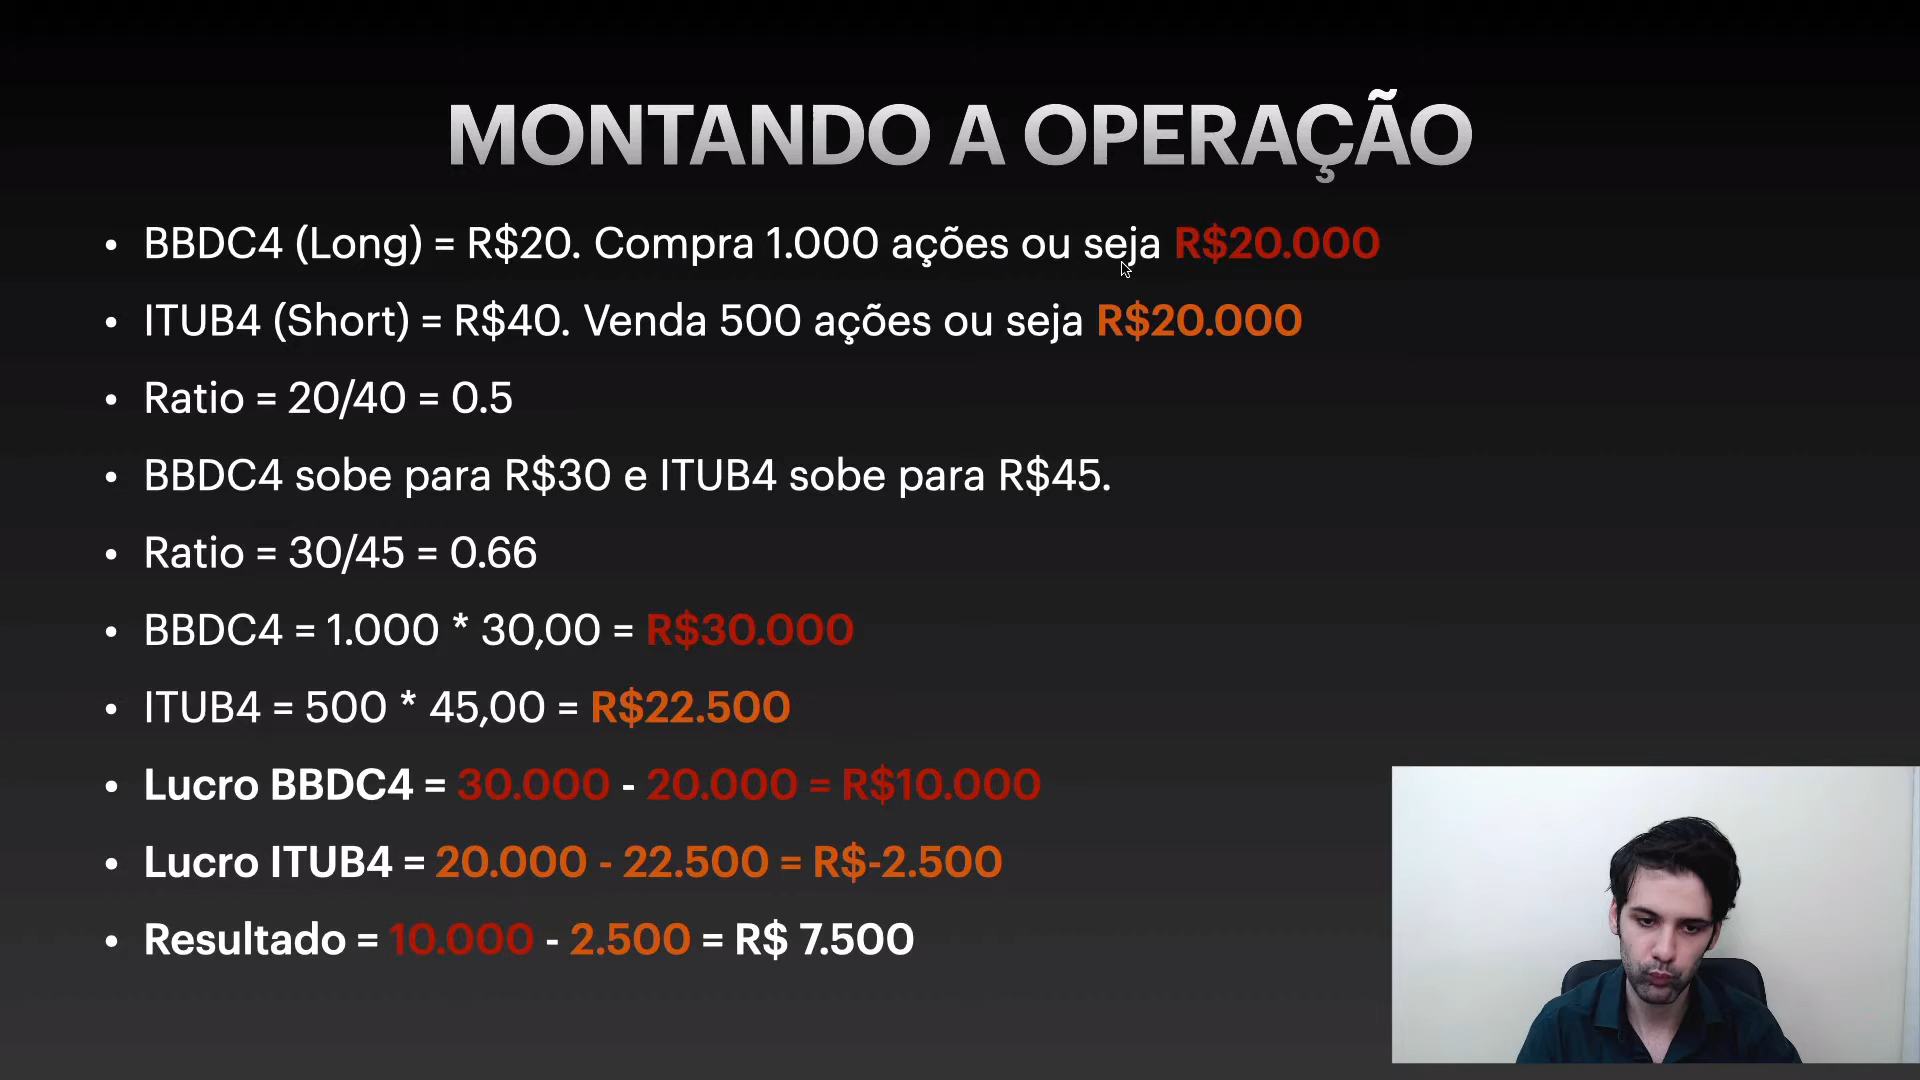 MONTANDO A OPERAÇÃO
• BBDC4 (Long) = R$20. Compra 1.000 ações ou seja R$20.000
• ITUB4 (Short) = R$40. Venda 500 ações ou seja R$20.000
• Ratio = 20/40 = 0.5
• BBDC4 sobe para R$30 e ITUB4 sobe para R$45.
• Ratio = 30/45 = 0.66
• BBDC4 = 1.000 * 30,00 = R$30.000
• ITUB4 = 500 * 45,00 = R$22.500
• Lucro BBDC4 = 30.000 - 20.000 = R$10.000
• Lucro ITUB4 = 20.000 - 22.500 = R$-2.500
• Resultado = 10.000 - 2.500 = R$ 7.500